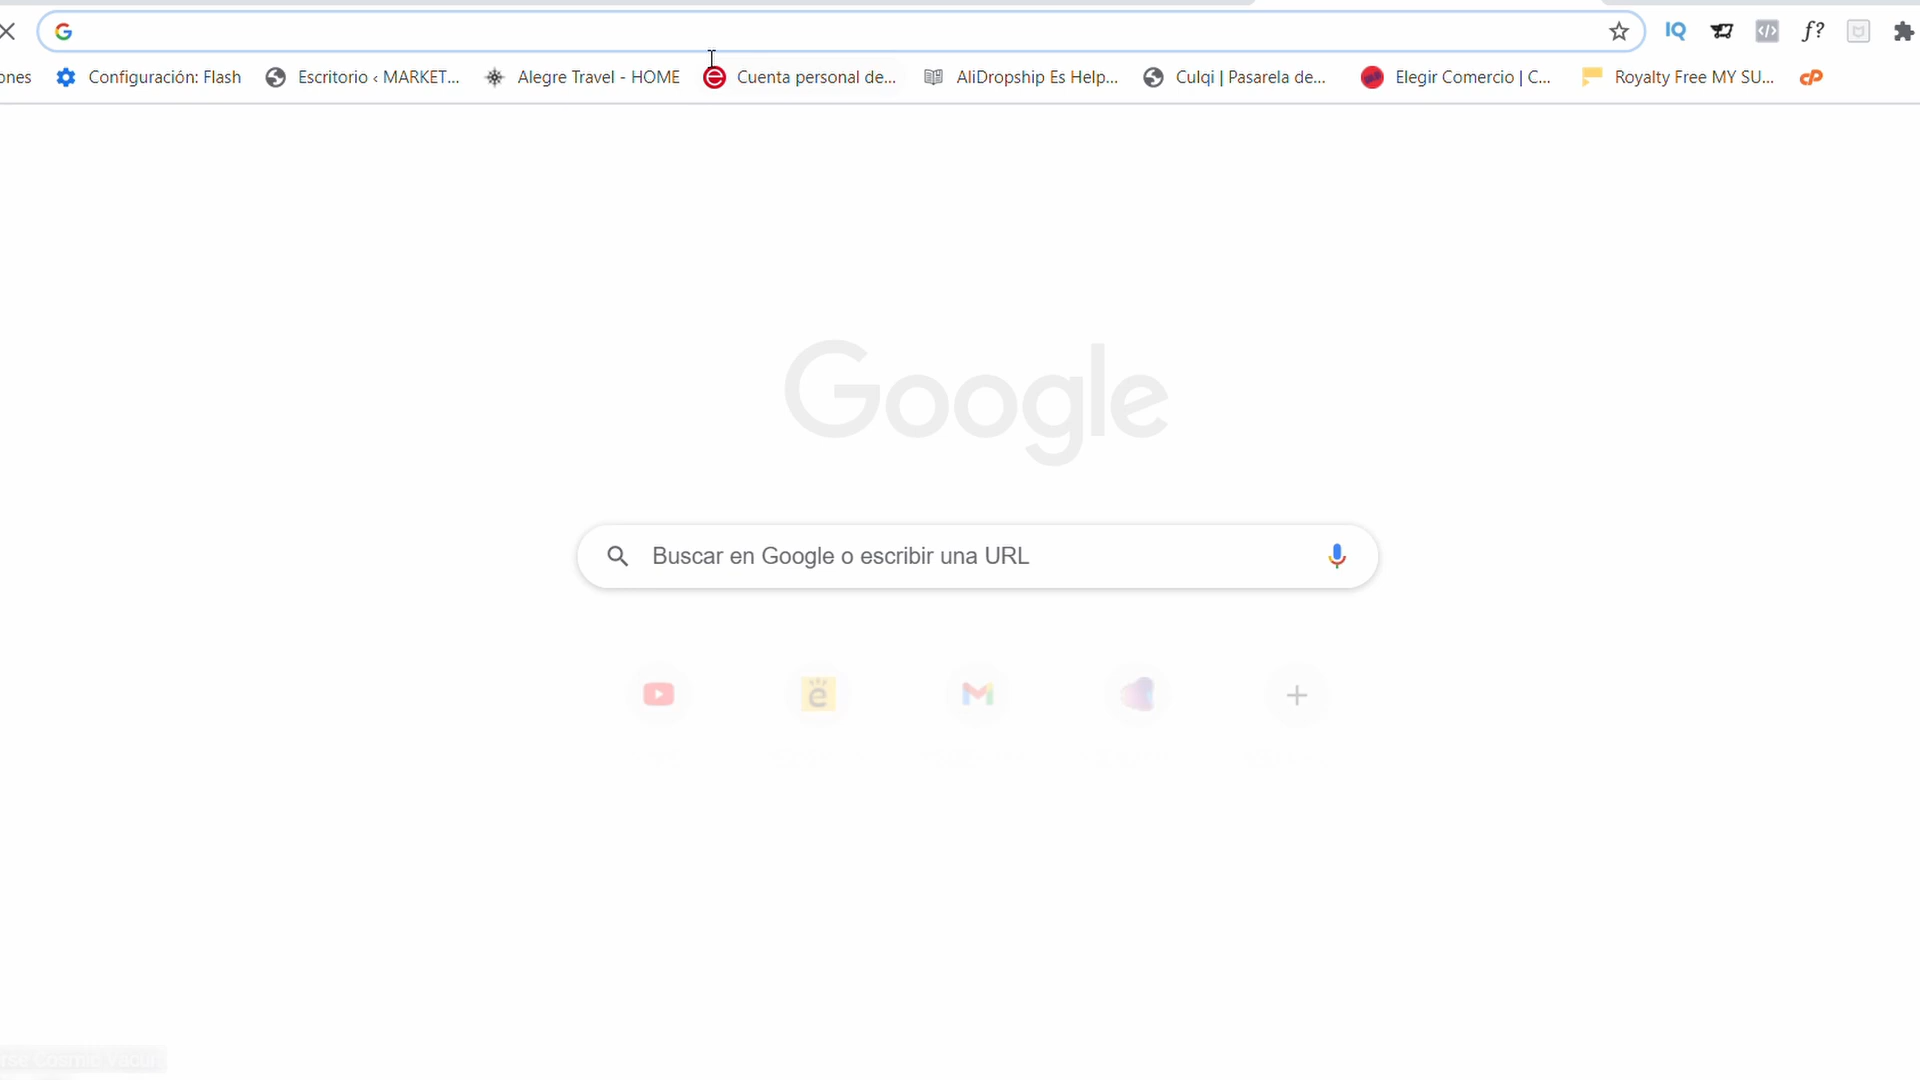 IQ
f?
ones
Configuración: Flash
Escritorio ‹ MARKET...
Alegre Travel - HOME
Cuenta personal de...
AliDropship Es Help...
Culqi | Pasarela de...
Elegir Comercio | C...
Royalty Free MY SU...
cP
Google
Buscar en Google o escribir una URL